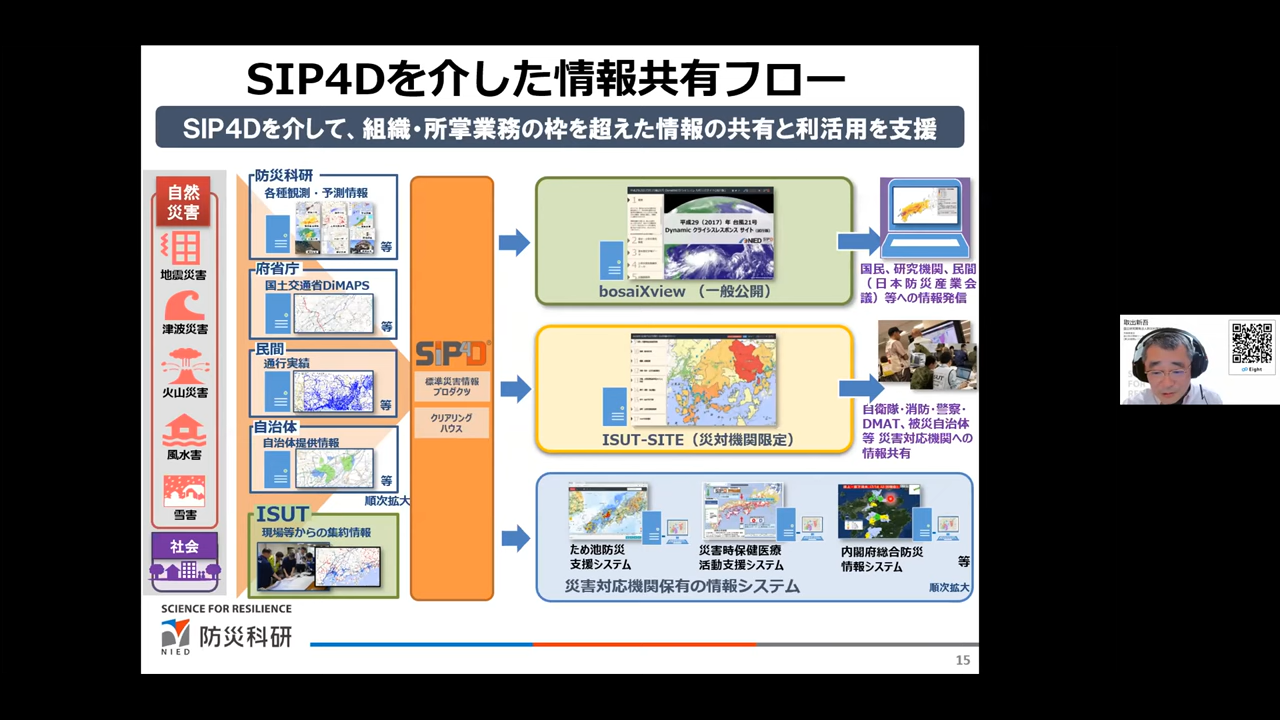 SIP4Dを介した情報共有フロー
SIP4Dを介して、組織・所掌業務の枠を超えた情報の共有と利活用を支援
自然
災害
地震災害
津波災害
火山災害
風水害
雪害
社会
防災科研
各種観測・予測情報
等
府省庁
国土交通省DiMAPS
等
民間
通行実績
等
自治体
自治体提供情報
等
順次拡大
ISUT
現場等からの集約情報
SIP4D
標準災害情報
プロダクツ
クリアリング
ハウス
平成29（2017）年 台風21号
Dynamic クライシスレスポンス サイト
NIED
bosaiXview （一般公開）
国民、研究機関、民間
（日本防災産業会
議）等への情報発信
ISUT-SITE（災対機関限定）
自衛隊・消防・警察・
DMAT、被災自治体
等 災害対応機関への
情報共有
ため池防災
支援システム
災害時保健医療
活動支援システム
内閣府総合防災
情報システム
等
災害対応機関保有の情報システム
順次拡大
SCIENCE FOR RESILIENCE
NIED
防災科研
15
取出新吾
Eight